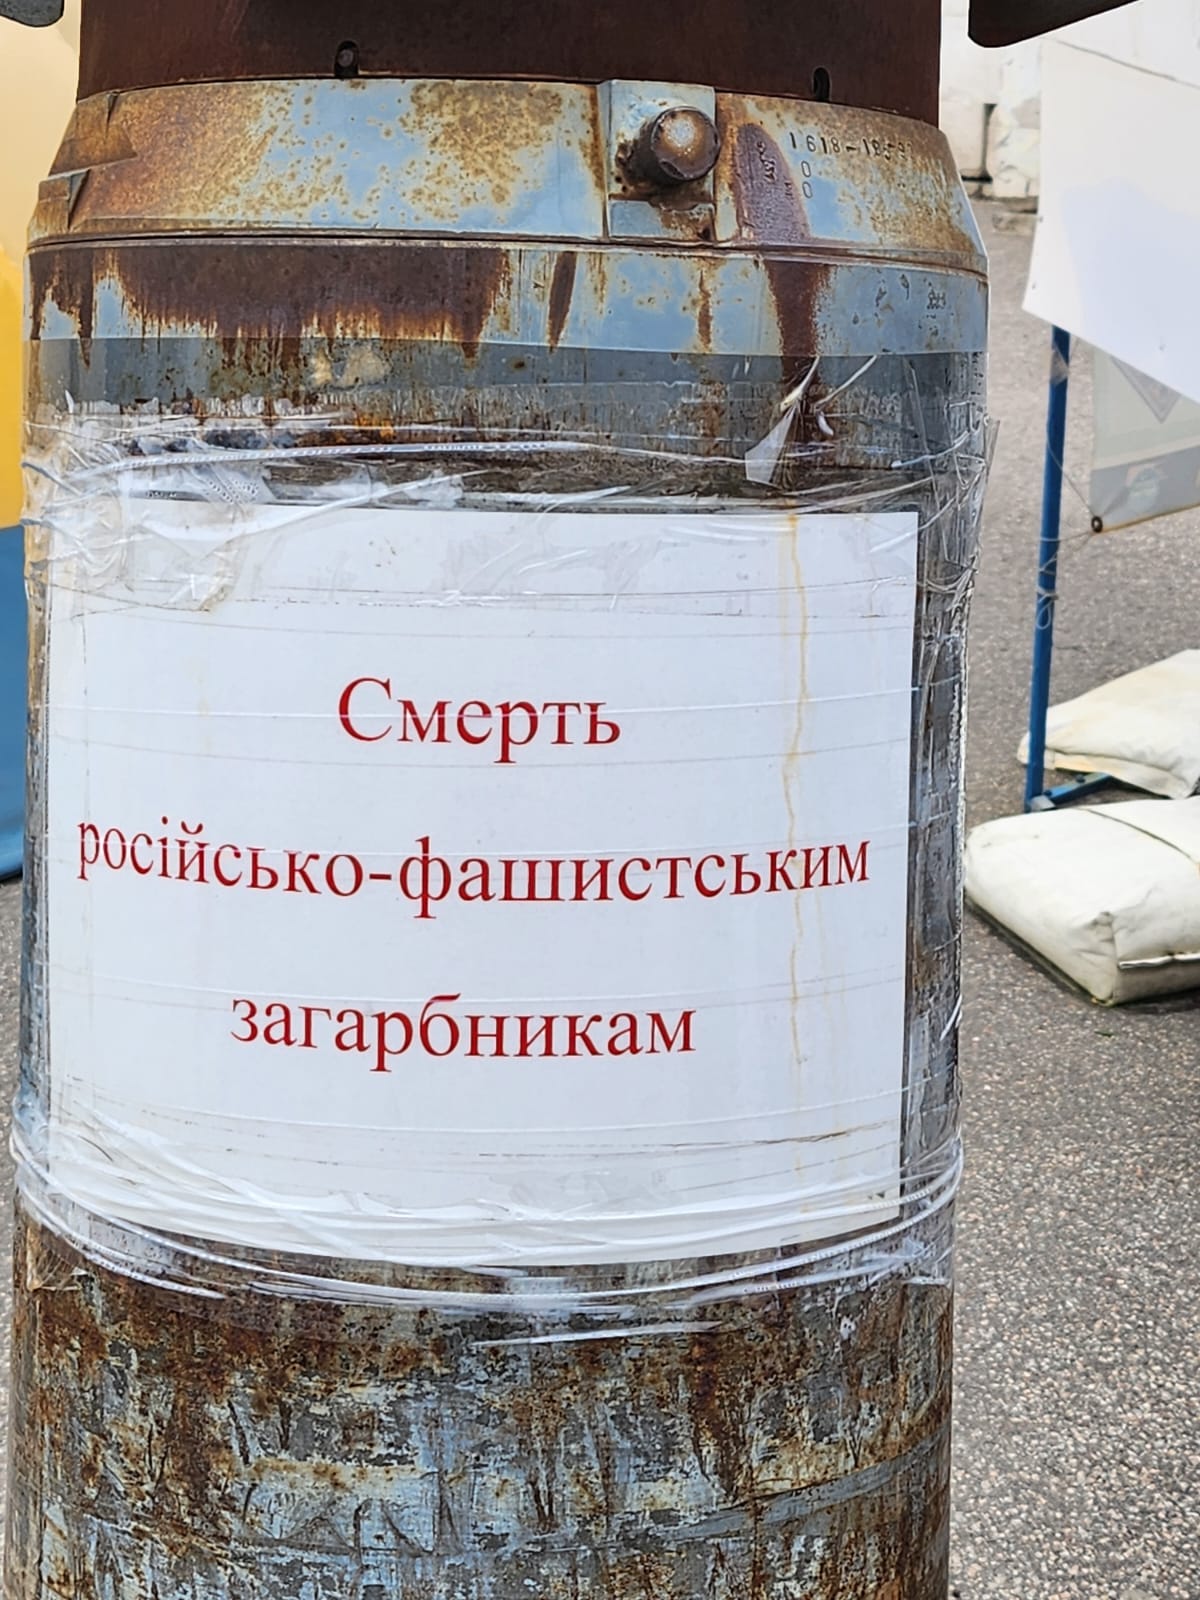 Смерть
російсько-фашистським
загарбникам